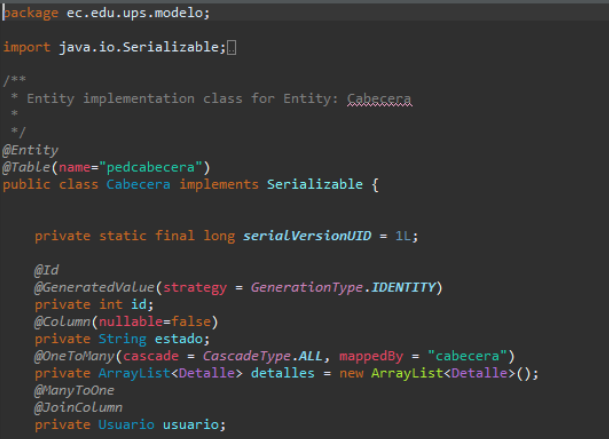 package ec.edu.ups.modelo;
import java.io.Serializable;
/**
* Entity implementation class for Entity: Cabecera
*
*/
@Entity
@Table(name="pedcabecera")
public class Cabecera implements Serializable {
private static final long serialVersionUID = 1L;
@Id
@GeneratedValue(strategy = GenerationType.IDENTITY)
private int id;
@Column(nullable=false)
private String estado;
@OneToMany(cascade = CascadeType.ALL, mappedBy = "cabecera")
private ArrayList<Detalle> detalles = new ArrayList<Detalle>();
@ManyToOne
@JoinColumn
private Usuario usuario;